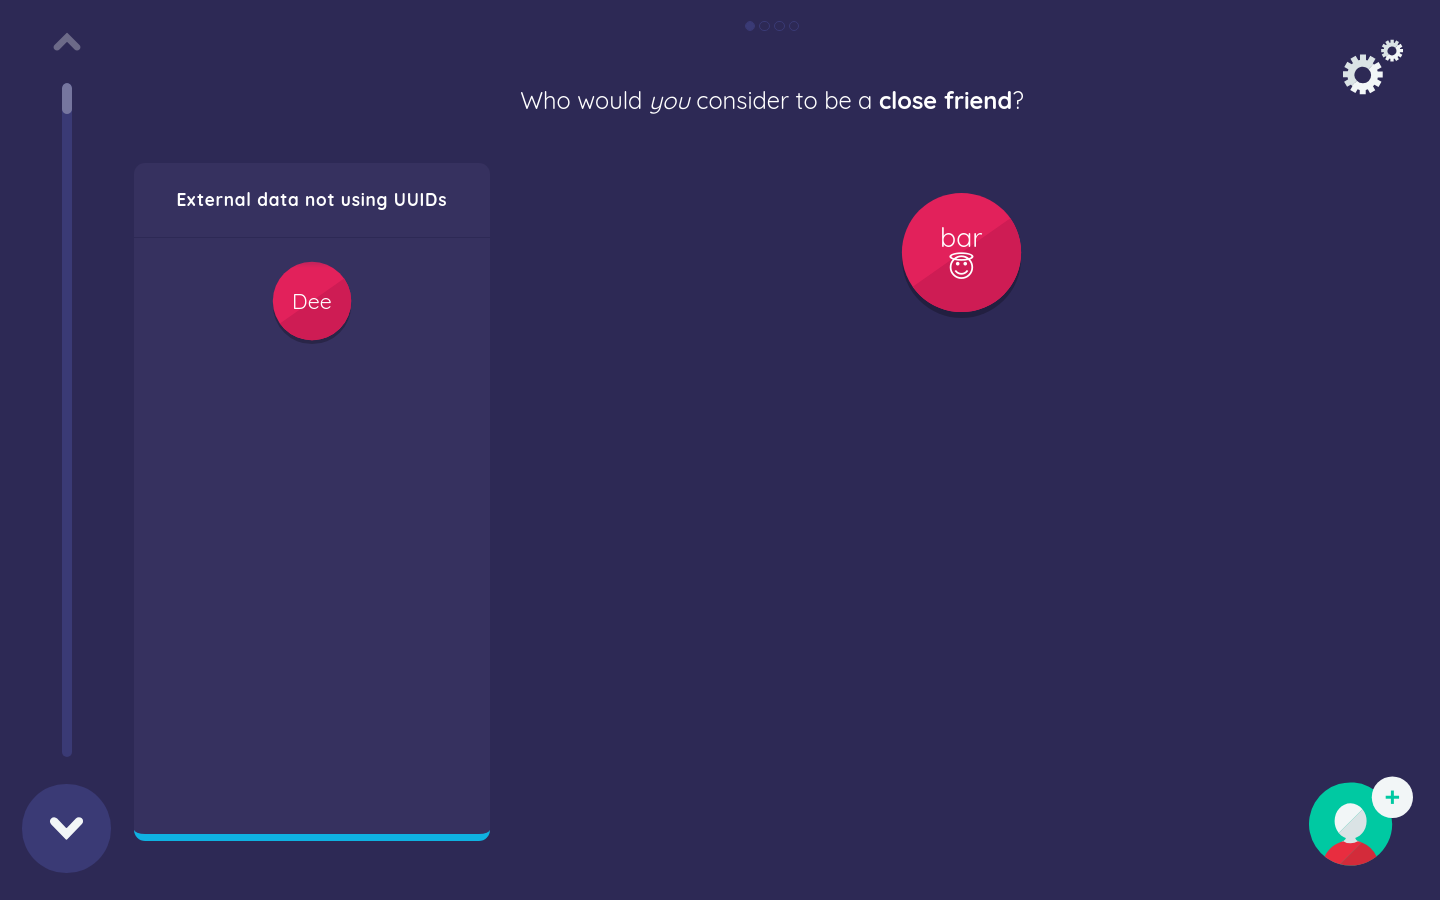 Who would you consider to be a close friend?
External data not using UUIDs
Dee
bar